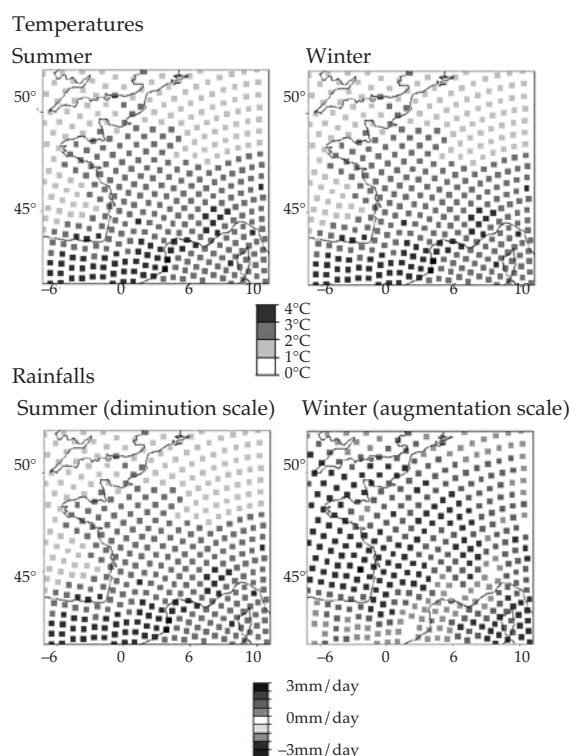 Temperatures
Summer Winter
50° 50°
45° 45°
–6 0 6 10 –6 0 6 10
4°C
3°C
2°C
1°C
0°C
Rainfalls
Summer (diminution scale) Winter (augmentation scale)
50° 50°
45° 45°
–6 0 6 10 –6 0 6 10
3mm/day
0mm/day
–3mm/day